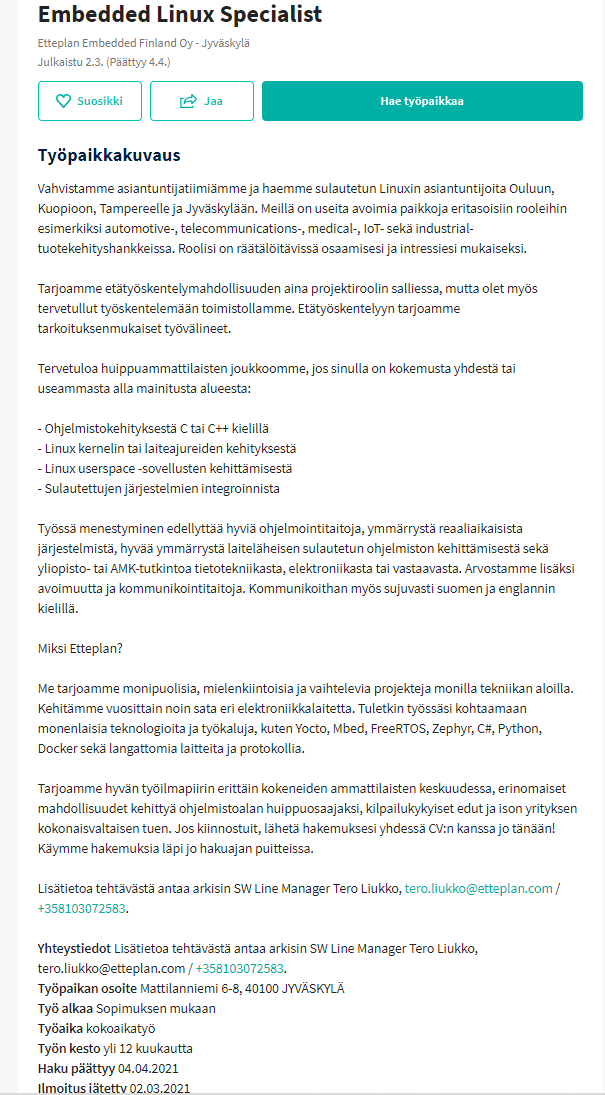 Embedded Linux Specialist
Etteplan Embedded Finland Oy - Jyväskylä
Julkaistu 2.3. (Päättyy 4.4.)
Suosikki
Jaa
Hae työpaikkaa
Työpaikkakuvaus
Vahvistamme asiantuntijatiimiämme ja haemme sulautetun Linuxin asiantuntijoita Ouluun,
Kuopioon, Tampereelle ja Jyväskylään. Meillä on useita avoimia paikkoja eritasoisiin rooleihin
esimerkiksi automotive-, telecommunications-, medical-, IoT- sekä industrial-
tuotekehityshankkeissa. Roolisi on räätälöitävissä osaamisesi ja intressiesi mukaiseksi.
Tarjoamme etätyöskentelymahdollisuuden aina projektiroolin salliessa, mutta olet myös
tervetullut työskentelemään toimistollamme. Etätyöskentelyyn tarjoamme
tarkoituksenmukaiset työvälineet.
Tervetuloa huippuammattilaisten joukkoomme, jos sinulla on kokemusta yhdestä tai
useammasta alla mainitusta alueesta:
- Ohjelmistokehityksestä C tai C++ kielillä
- Linux kernelin tai laiteajureiden kehityksestä
- Linux userspace -sovellusten kehittämisestä
- Sulautettujen järjestelmien integroinnista
Työssä menestyminen edellyttää hyviä ohjelmointitaitoja, ymmärrystä reaaliaikaisista
järjestelmistä, hyvää ymmärrystä laiteläheisen sulautetun ohjelmiston kehittämisestä sekä
yliopisto- tai AMK-tutkintoa tietotekniikasta, elektroniikasta tai vastaavasta. Arvostamme lisäksi
avoimuutta ja kommunikointitaitoja. Kommunikoithan myös sujuvasti suomen ja englannin
kielillä.
Miksi Etteplan?
Me tarjoamme monipuolisia, mielenkiintoisia ja vaihtelevia projekteja monilla tekniikan aloilla.
Kehitämme vuosittain noin sata eri elektroniikkalaitetta. Tuletkin työssäsi kohtaamaan
monenlaisia teknologioita ja työkaluja, kuten Yocto, Mbed, FreeRTOS, Zephyr, C#, Python,
Docker sekä langattomia laitteita ja protokollia.
Tarjoamme hyvän työilmapiirin erittäin kokeneiden ammattilaisten keskuudessa, erinomaiset
mahdollisuudet kehittyä ohjelmistoalan huippuosaajaksi, kilpailukykyiset edut ja ison yrityksen
kokonaisvaltaisen tuen. Jos kiinnostuit, lähetä hakemuksesi yhdessä CV:n kanssa jo tänään!
Käymme hakemuksia läpi jo hakuajan puitteissa.
Lisätietoa tehtävästä antaa arkisin SW Line Manager Tero Liukko, tero.liukko@etteplan.com /
+358103072583.
Yhteystiedot Lisätietoa tehtävästä antaa arkisin SW Line Manager Tero Liukko,
tero.liukko@etteplan.com / +358103072583.
Työpaikan osoite Mattilanniemi 6-8, 40100 JYVÄSKYLÄ
Työ alkaa Sopimuksen mukaan
Työaika kokoaikatyö
Työn kesto yli 12 kuukautta
Haku päättyy 04.04.2021
Ilmoitus jätetty 02.03.2021